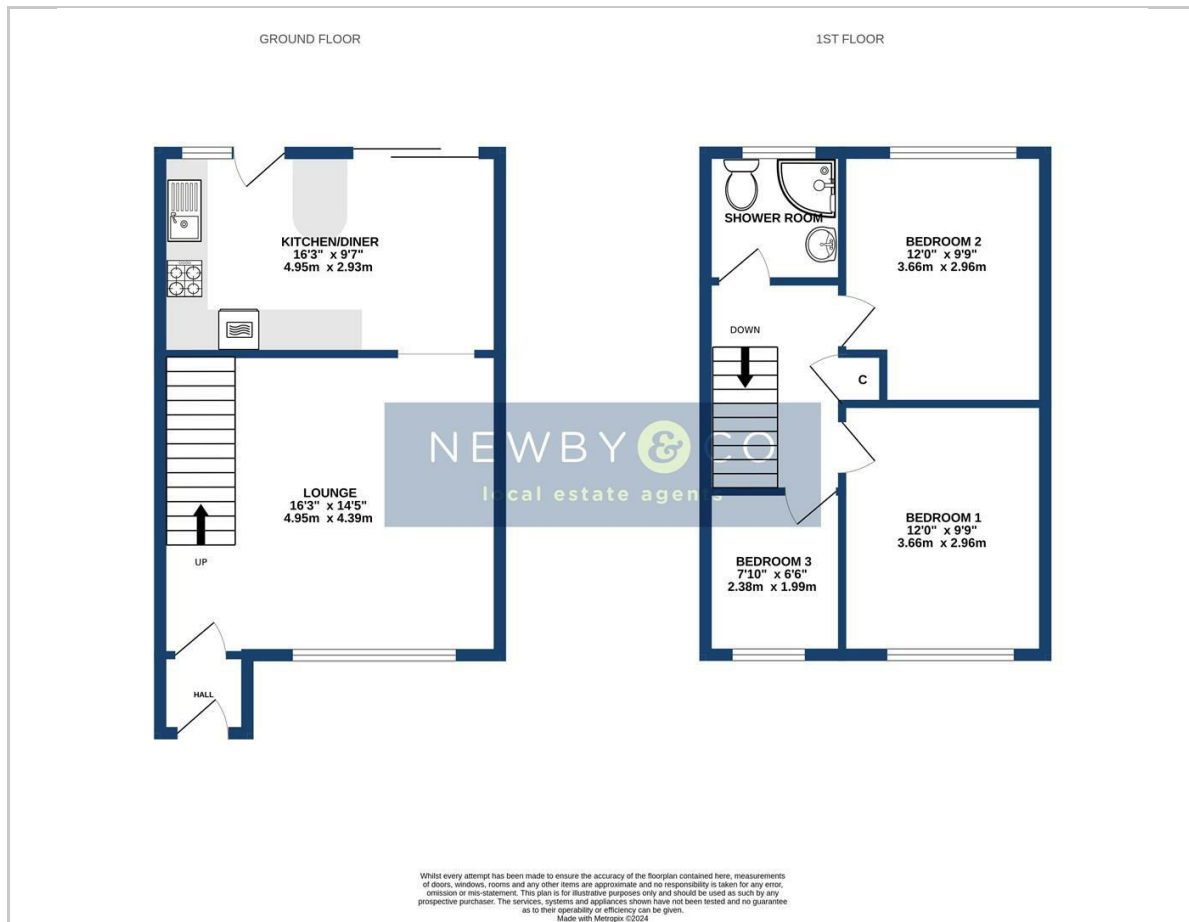 GROUND FLOOR
KITCHEN/DINER
16'3" x 9'7"
4.95m x 2.93m
LOUNGE
16'3" x 14'5"
4.95m x 4.39m
UP
HALL
1ST FLOOR
SHOWER ROOM
BEDROOM 2
12'0" x 9'9"
3.66m x 2.96m
DOWN
C
BEDROOM 1
12'0" x 9'9"
3.66m x 2.96m
BEDROOM 3
7'10" x 6'6"
2.38m x 1.99m
NEWBY & CO
local estate agents
Whilst every attempt has been made to ensure the accuracy of the floorplan contained here, measurements
of doors, windows, rooms and any other items are approximate and no responsibility is taken for any error,
omission or mis-statement. This plan is for illustrative purposes only and should be used as such by any
prospective purchaser. The services, systems and appliances shown have not been tested and no guarantee
as to their operability or efficiency can be given.
Made with Metropix ©2024